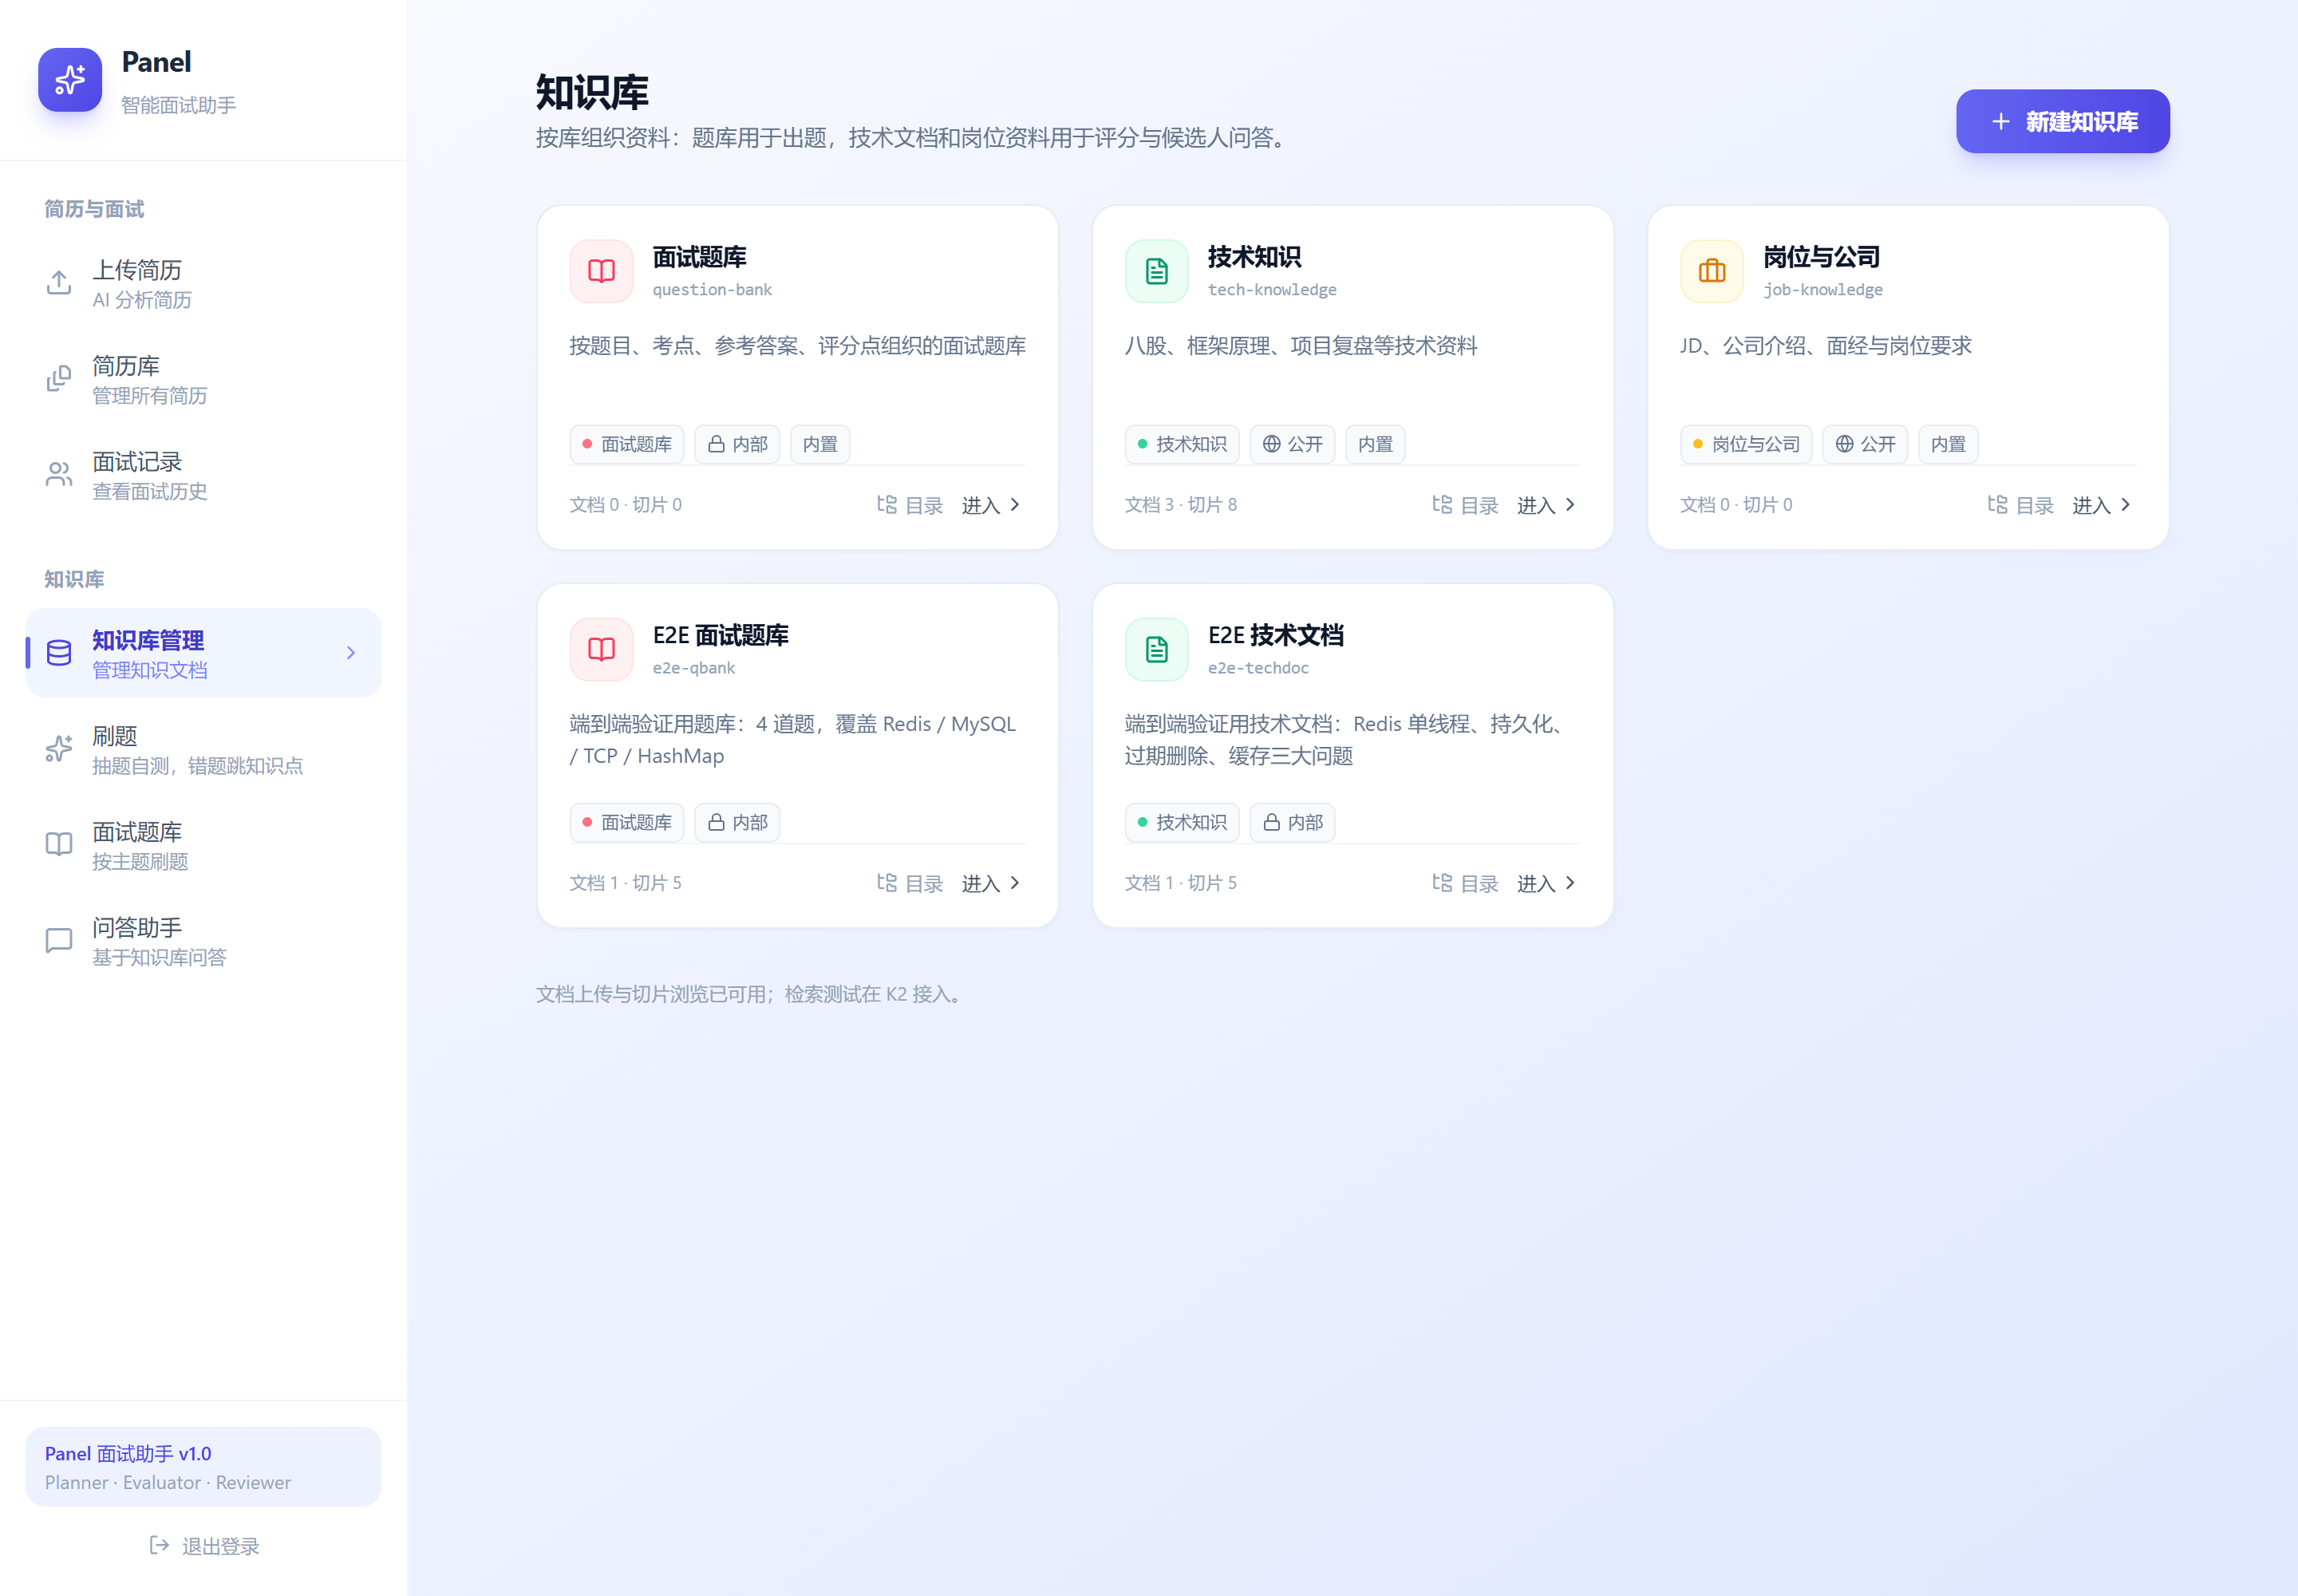 Panel
智能面试助手
简历与面试
上传简历
AI 分析简历
简历库
管理所有简历
面试记录
查看面试历史
知识库
知识库管理
管理知识文档
刷题
抽题自测，错题跳知识点
面试题库
按主题刷题
问答助手
基于知识库问答
Panel 面试助手 v1.0
Planner · Evaluator · Reviewer
退出登录
知识库
按库组织资料：题库用于出题，技术文档和岗位资料用于评分与候选人问答。
新建知识库
面试题库
question-bank
按题目、考点、参考答案、评分点组织的面试题库
面试题库 内部 内置
文档 0 · 切片 0 目录 进入
技术知识
tech-knowledge
八股、框架原理、项目复盘等技术资料
技术知识 公开 内置
文档 3 · 切片 8 目录 进入
岗位与公司
job-knowledge
JD、公司介绍、面经与岗位要求
岗位与公司 公开 内置
文档 0 · 切片 0 目录 进入
E2E 面试题库
e2e-qbank
端到端验证用题库：4 道题，覆盖 Redis / MySQL
/ TCP / HashMap
面试题库 内部
文档 1 · 切片 5 目录 进入
E2E 技术文档
e2e-techdoc
端到端验证用技术文档：Redis 单线程、持久化、
过期删除、缓存三大问题
技术知识 内部
文档 1 · 切片 5 目录 进入
文档上传与切片浏览已可用；检索测试在 K2 接入。